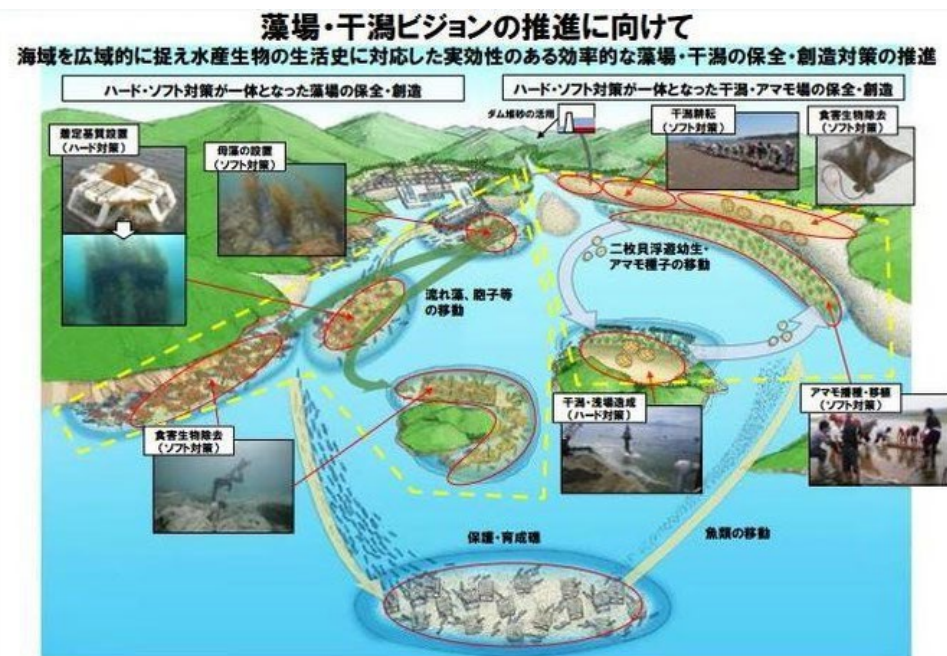 藻場・干潟ビジョンの推進に向けて
海域を広域的に捉え水産生物の生活史に対応した実効性のある効率的な藻場・干潟の保全・創造対策の推進
ハード・ソフト対策が一体となった藻場の保全・創造
ハード・ソフト対策が一体となった干潟・アマモ場の保全・創造
着定基質設置
(ハード対策)
母藻の設置
(ソフト対策)
ダム堆砂の活用
干潟耕耘
(ソフト対策)
食害生物除去
(ソフト対策)
二枚貝浮遊幼生・
アマモ種子の移動
流れ藻、胞子等
の移動
食害生物除去
(ソフト対策)
干潟・浅場造成
(ハード対策)
アマモ播種・移植
(ソフト対策)
保護・育成礁
魚類の移動